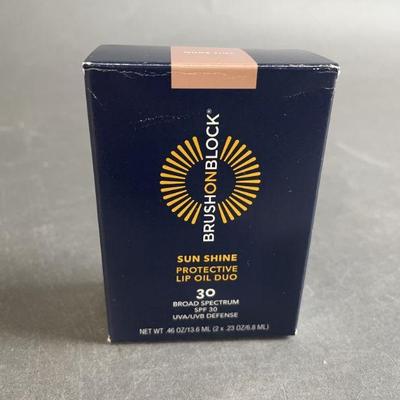 BRUSHONBLOCK®
SUN SHINE
PROTECTIVE
LIP OIL DUO
30
BROAD SPECTRUM
SPF 30
UVA/UVB DEFENSE
NET WT .46 OZ/13.6 ML (2 x .23 OZ/6.8 ML)